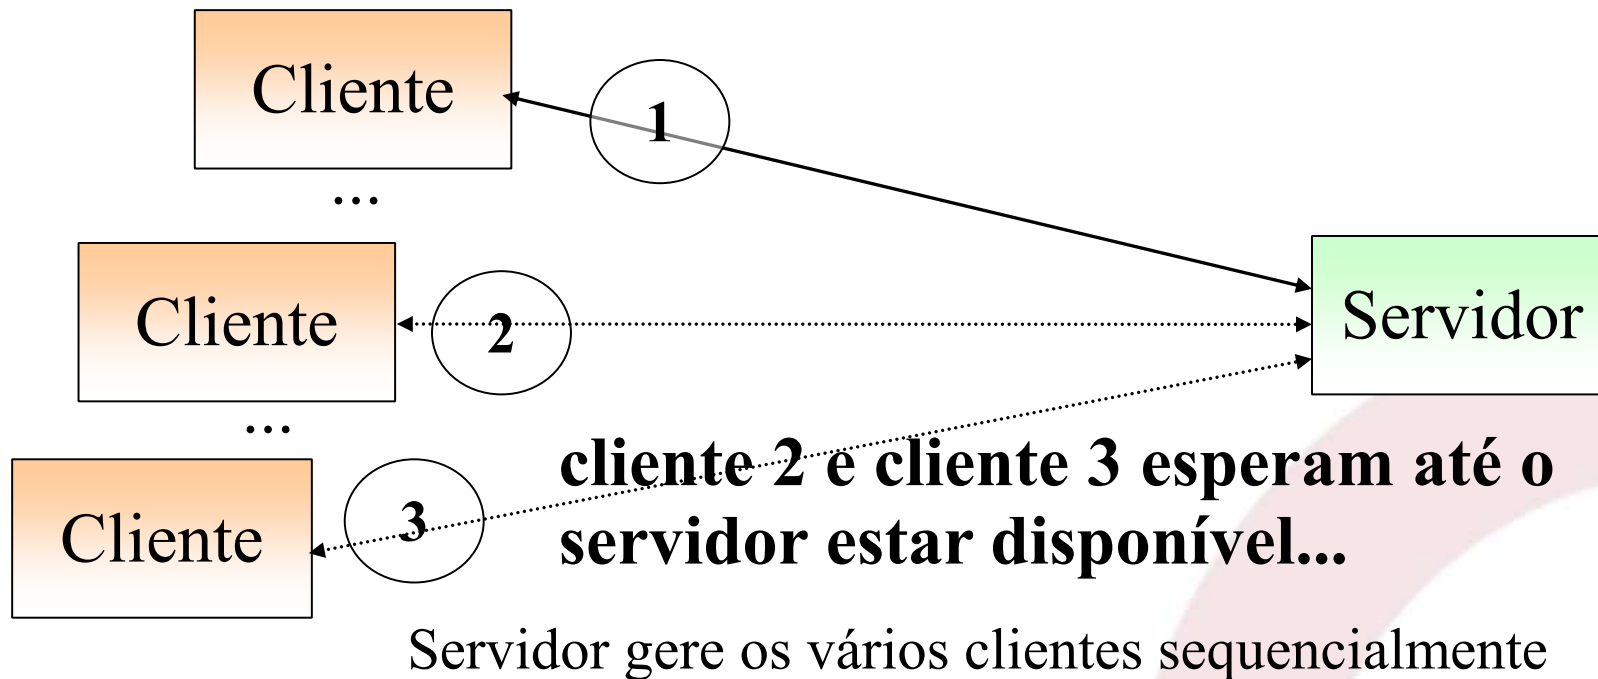 Cliente
1
...
Cliente
2
Servidor
...
cliente 2 e cliente 3 esperam até o
servidor estar disponível...
Cliente
3
Servidor gere os vários clientes sequencialmente